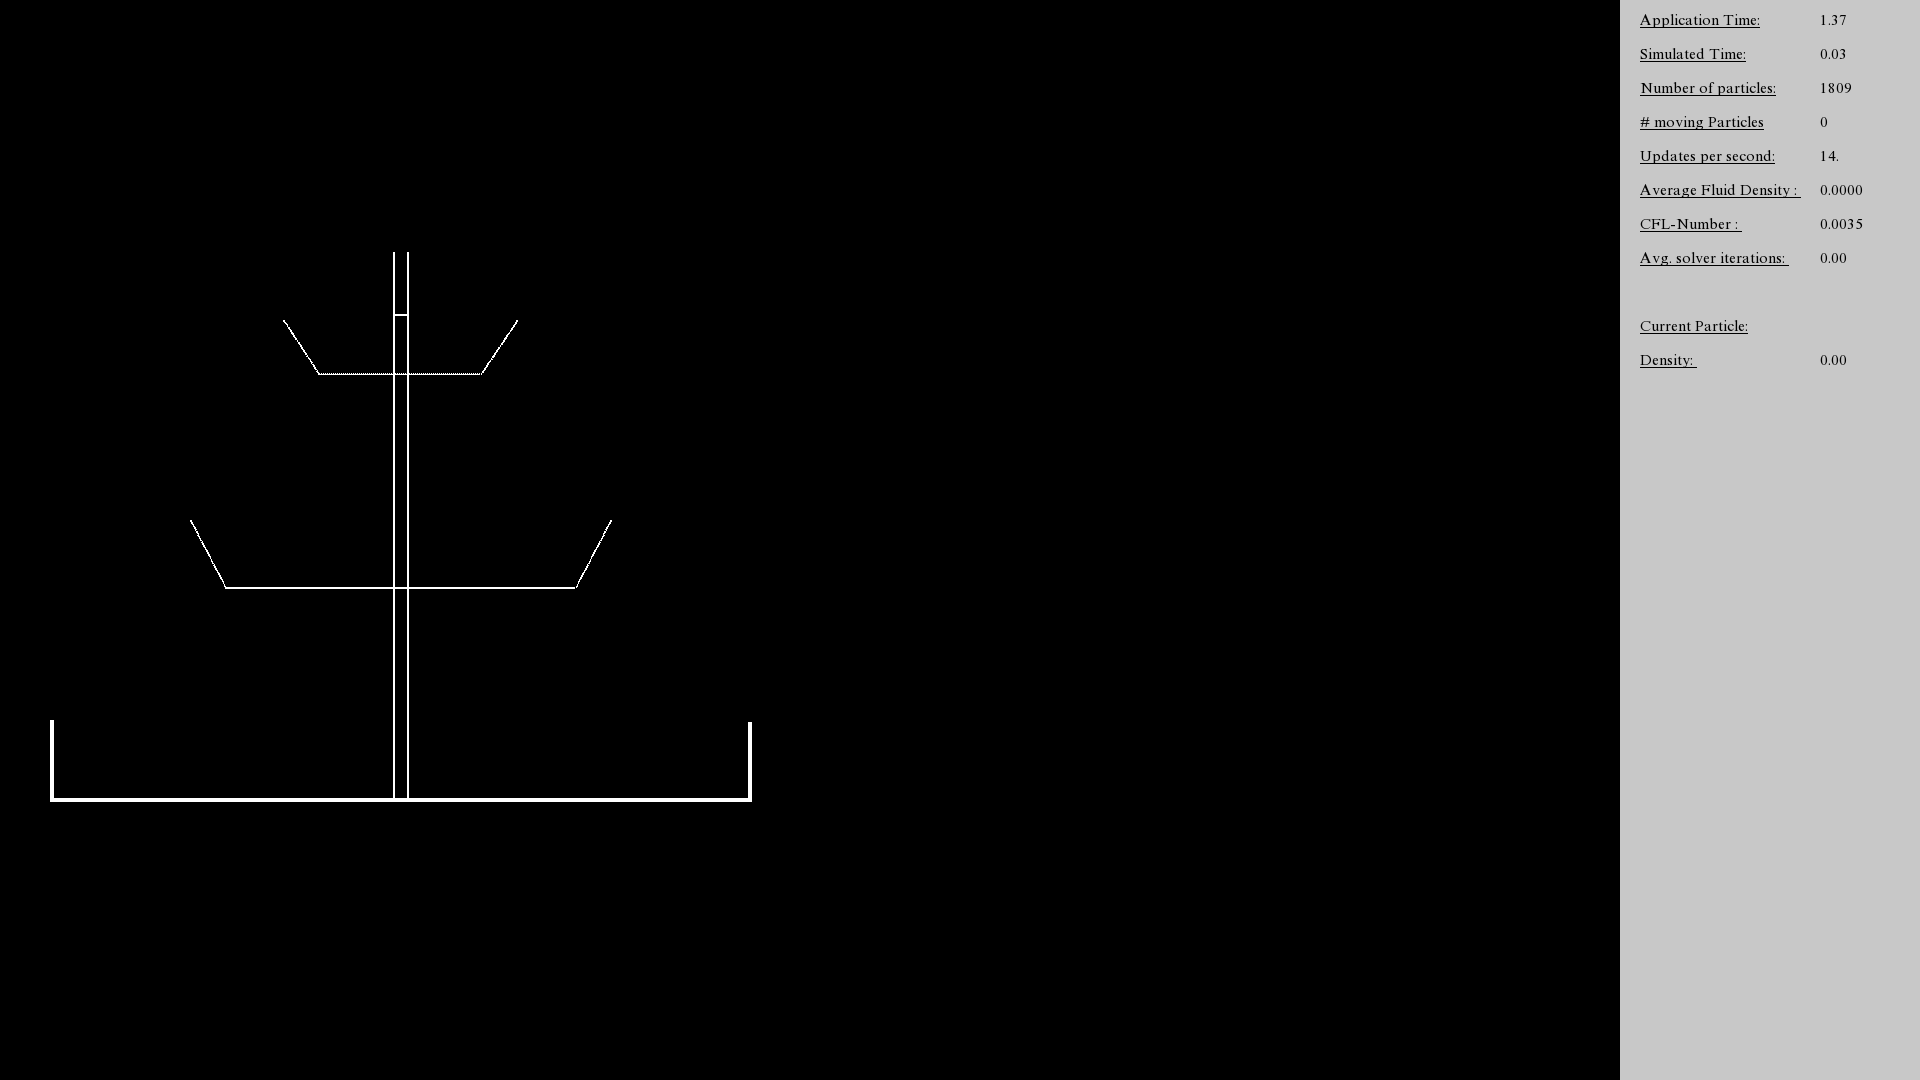 Application Time: 1.37
Simulated Time: 0.03
Number of particles: 1809
# moving Particles 0
Updates per second: 14.
Average Fluid Density : 0.0000
CFL-Number : 0.0035
Avg. solver iterations: 0.00
Current Particle:
Density: 0.00